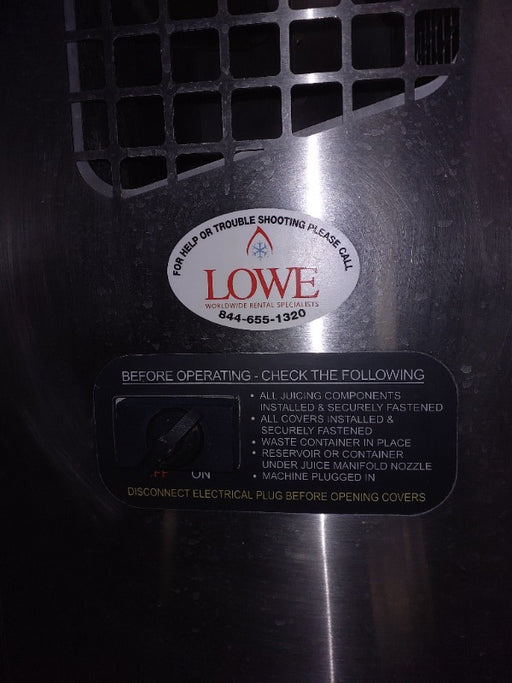 FOR HELP OR TROUBLE SHOOTING PLEASE CALL
LOWE
WORLDWIDE RENTAL SPECIALISTS
844-655-1320
BEFORE OPERATING - CHECK THE FOLLOWING
• ALL JUICING COMPONENTS
INSTALLED & SECURELY FASTENED
• ALL COVERS INSTALLED &
SECURELY FASTENED
• WASTE CONTAINER IN PLACE
• RESERVOIR OR CONTAINER
UNDER JUICE MANIFOLD NOZZLE
• MACHINE PLUGGED IN
ON
DISCONNECT ELECTRICAL PLUG BEFORE OPENING COVERS